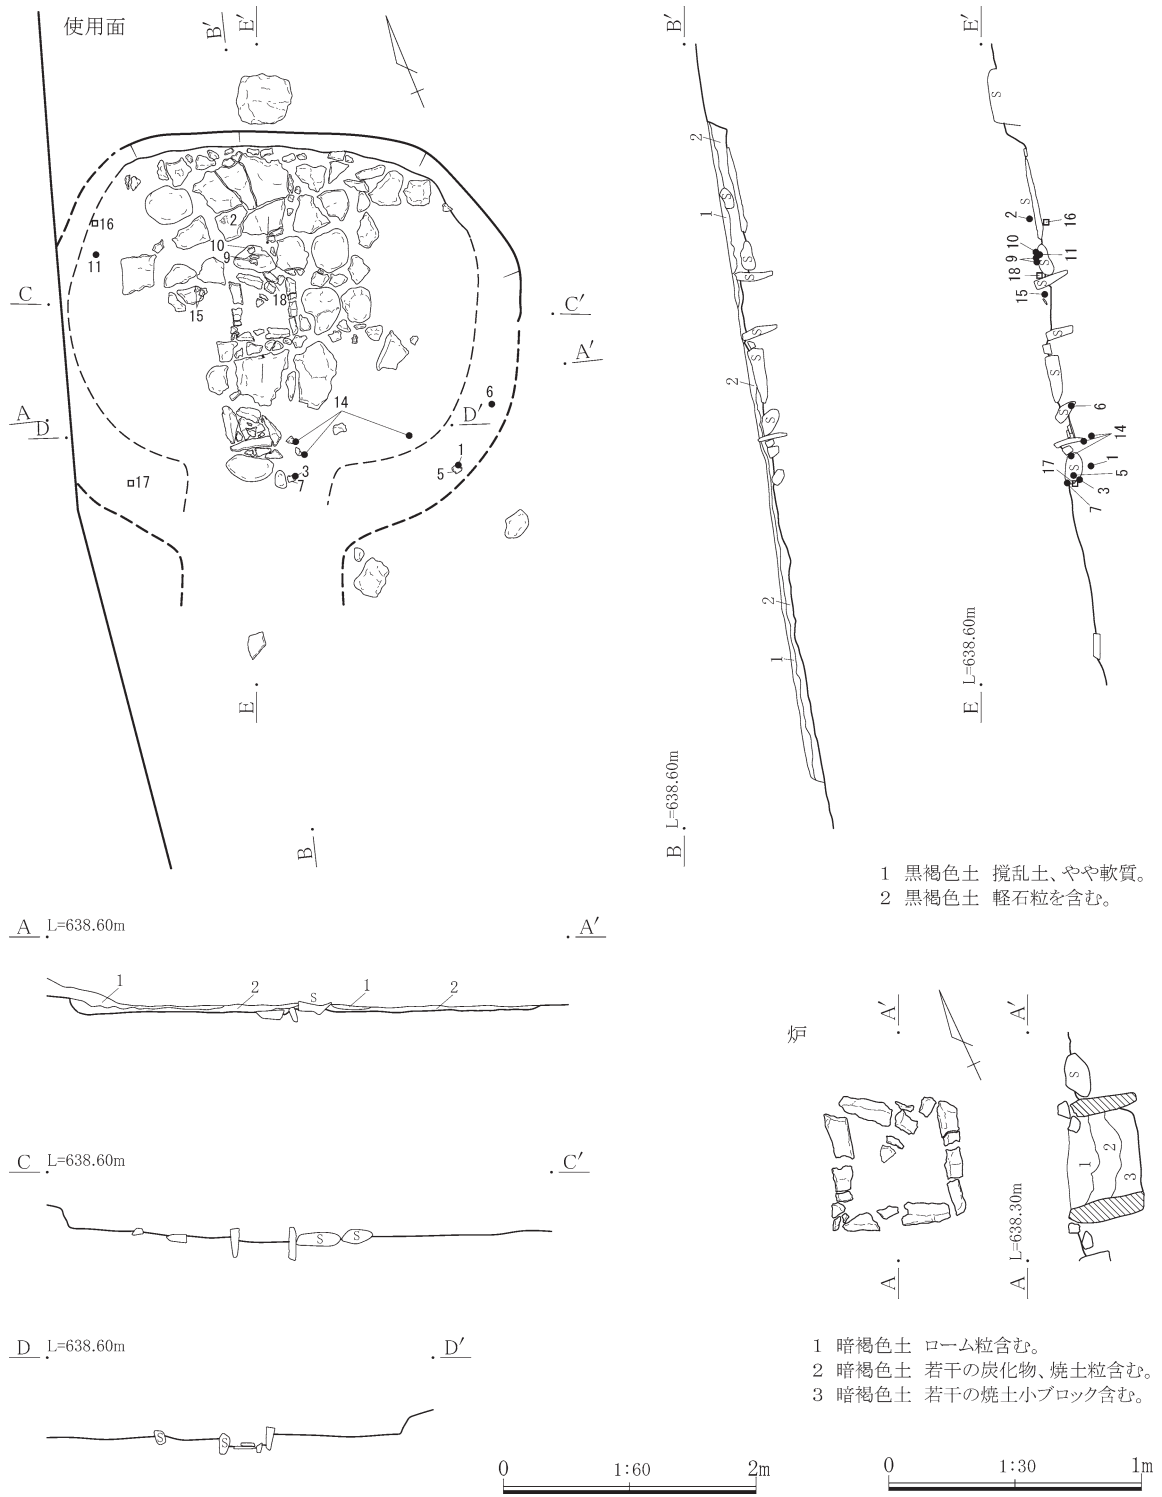 使用面
B′
E′
16
11
2
10
9
18
15
C
C′
A′
A
D
D′
14
6
1
5
3
7
17
E
B
B′
2
1
S
S
S
S
S
2
2
1
B L=638.60m
E′
S
S
2
16
10
9
11
S
18
S
15
S
S
S
6
14
1
17
S
5
3
7
E L=638.60m
1 黒褐色土 撹乱土、やや軟質。
2 黒褐色土 軽石粒を含む。
A L=638.60m A′
1 2 S 1 2
C L=638.60m C′
S S
D L=638.60m D′
S S
炉
A′
A
A′
S
1
2
3
A L=638.30m
1 暗褐色土 ローム粒含む。
2 暗褐色土 若干の炭化物、焼土粒含む。
3 暗褐色土 若干の焼土小ブロック含む。
0 1:60 2m
0 1:30 1m